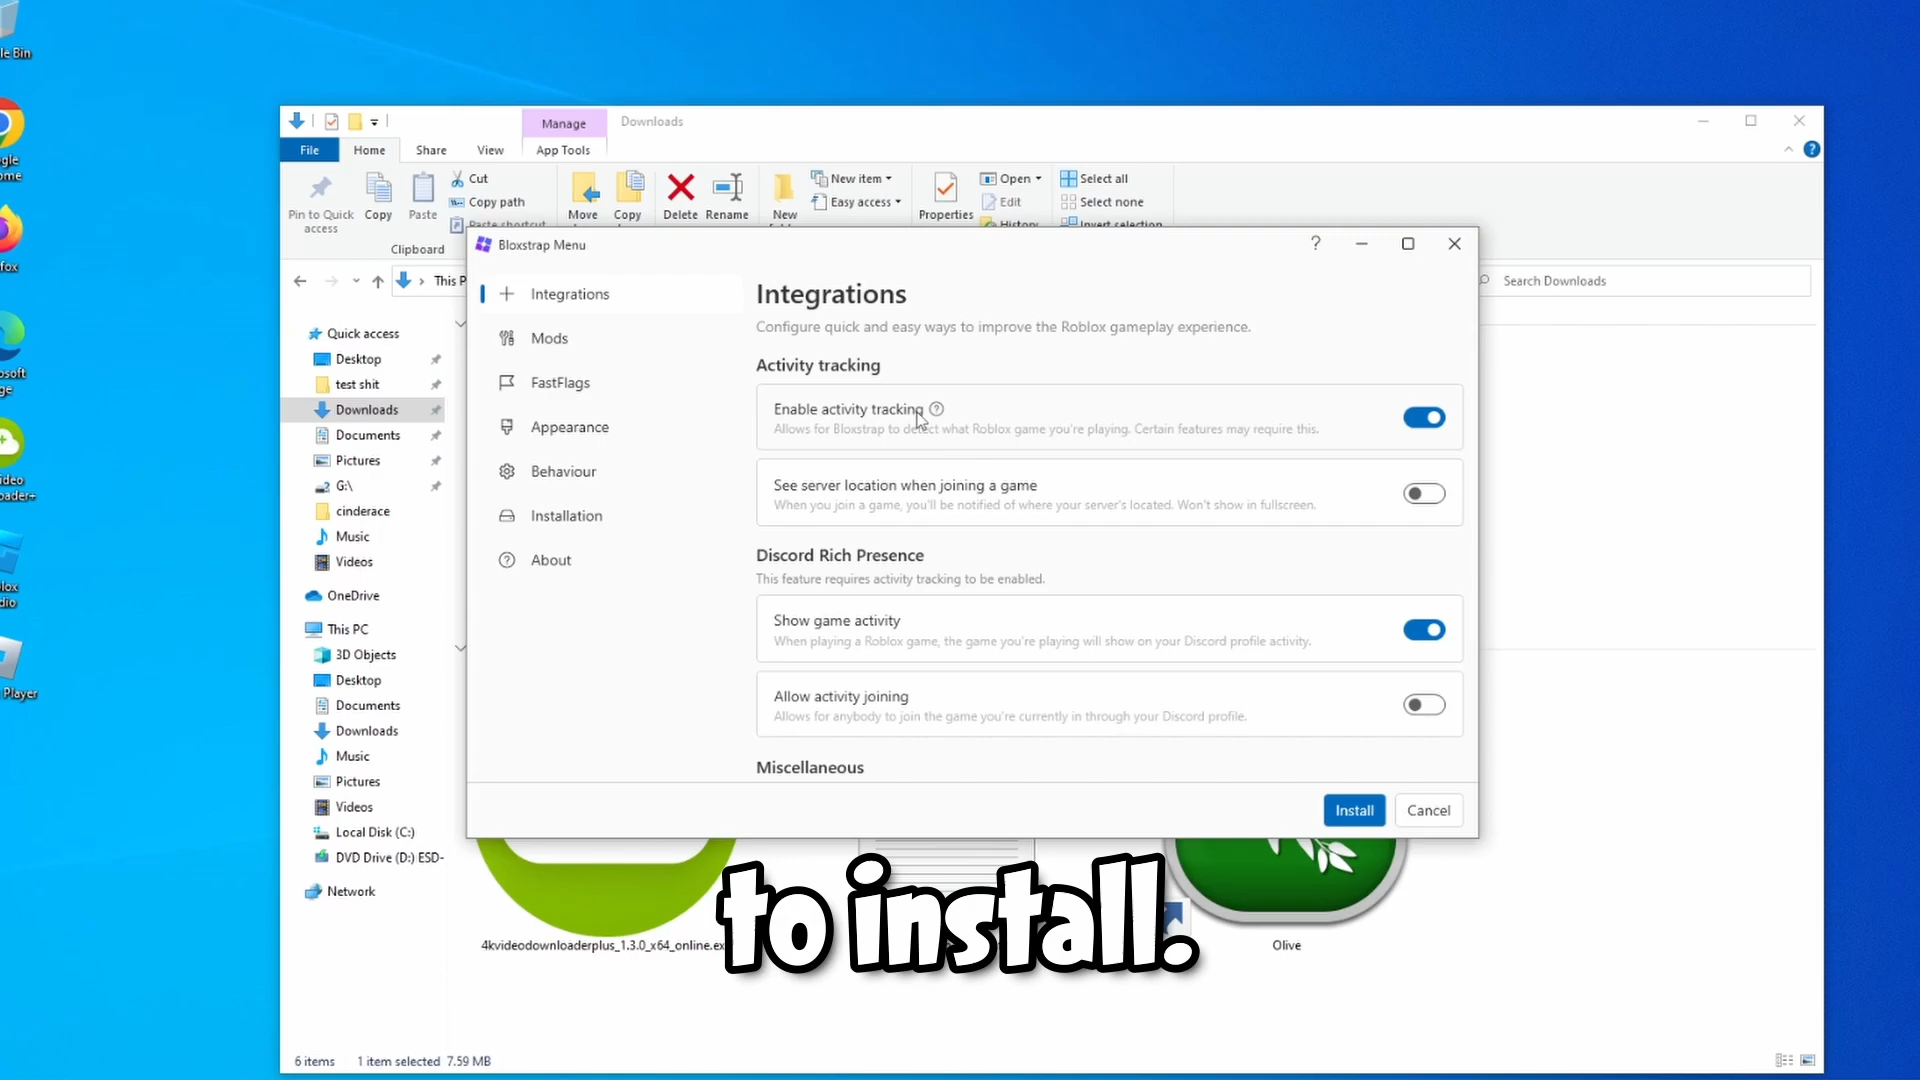 le Bin
gle
ome
fox
osoft
ge
ideo
oader+
blox
dio
Player
Manage
Downloads
File
Home
Share
View
App Tools
Pin to Quick
access
Copy
Paste
Cut
Copy path
Paste shortcut
Clipboard
Move
Copy
Delete
Rename
New
New item
Easy access
Properties
Open
Edit
History
Select all
Select none
Invert selection
This P
Search Downloads
Quick access
Desktop
test shit
Downloads
Documents
Pictures
G:\
cinderace
Music
Videos
OneDrive
This PC
3D Objects
Desktop
Documents
Downloads
Music
Pictures
Videos
Local Disk (C:)
DVD Drive (D:) ESD-
Network
Bloxstrap Menu
Integrations
Mods
FastFlags
Appearance
Behaviour
Installation
About
Integrations
Configure quick and easy ways to improve the Roblox gameplay experience.
Activity tracking
Enable activity tracking
Allows for Bloxstrap to detect what Roblox game you're playing. Certain features may require this.
See server location when joining a game
When you join a game, you'll be notified of where your server's located. Won't show in fullscreen.
Discord Rich Presence
This feature requires activity tracking to be enabled.
Show game activity
When playing a Roblox game, the game you're playing will show on your Discord profile activity.
Allow activity joining
Allows for anybody to join the game you're currently in through your Discord profile.
Miscellaneous
Install
Cancel
to install.
4kvideodownloaderplus_1.3.0_x64_online.ex
Olive
6 items
1 item selected 7.59 MB